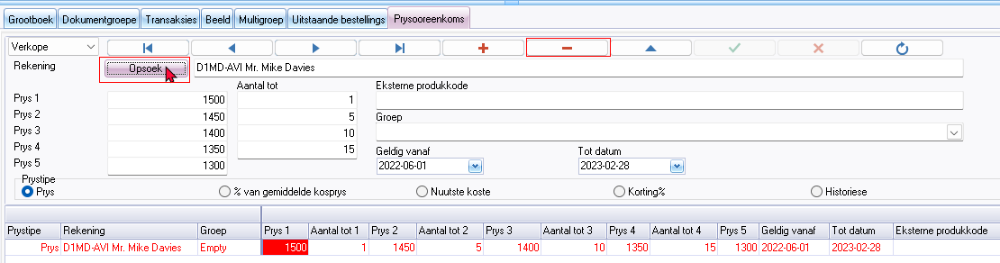 Grootboek Dokumentgroepe Transaksies Beeld Multigroep Uitstaande bestellings Prysooreenkoms
Verkope
Rekening Opsoek D1MD-AVI Mr. Mike Davies
Aantal tot Eksterne produkkode
Prys 1 1500 1
Prys 2 1450 5 Groep
Prys 3 1400 10
Prys 4 1350 15 Geldig vanaf Tot datum
Prys 5 1300 2022-06-01 2023-02-28
Prystipe
Prys % van gemiddelde kosprys Nuutste koste Korting% Historiese
Prystipe Rekening Groep Prys 1 Aantal tot 1 Prys 2 Aantal tot 2 Prys 3 Aantal tot 3 Prys 4 Aantal tot 4 Prys 5 Geldig vanaf Tot datum Eksterne produkkode
Prys D1MD-AVI Mr. Mike Davies Empty 1500 1 1450 5 1400 10 1350 15 1300 2022-06-01 2023-02-28